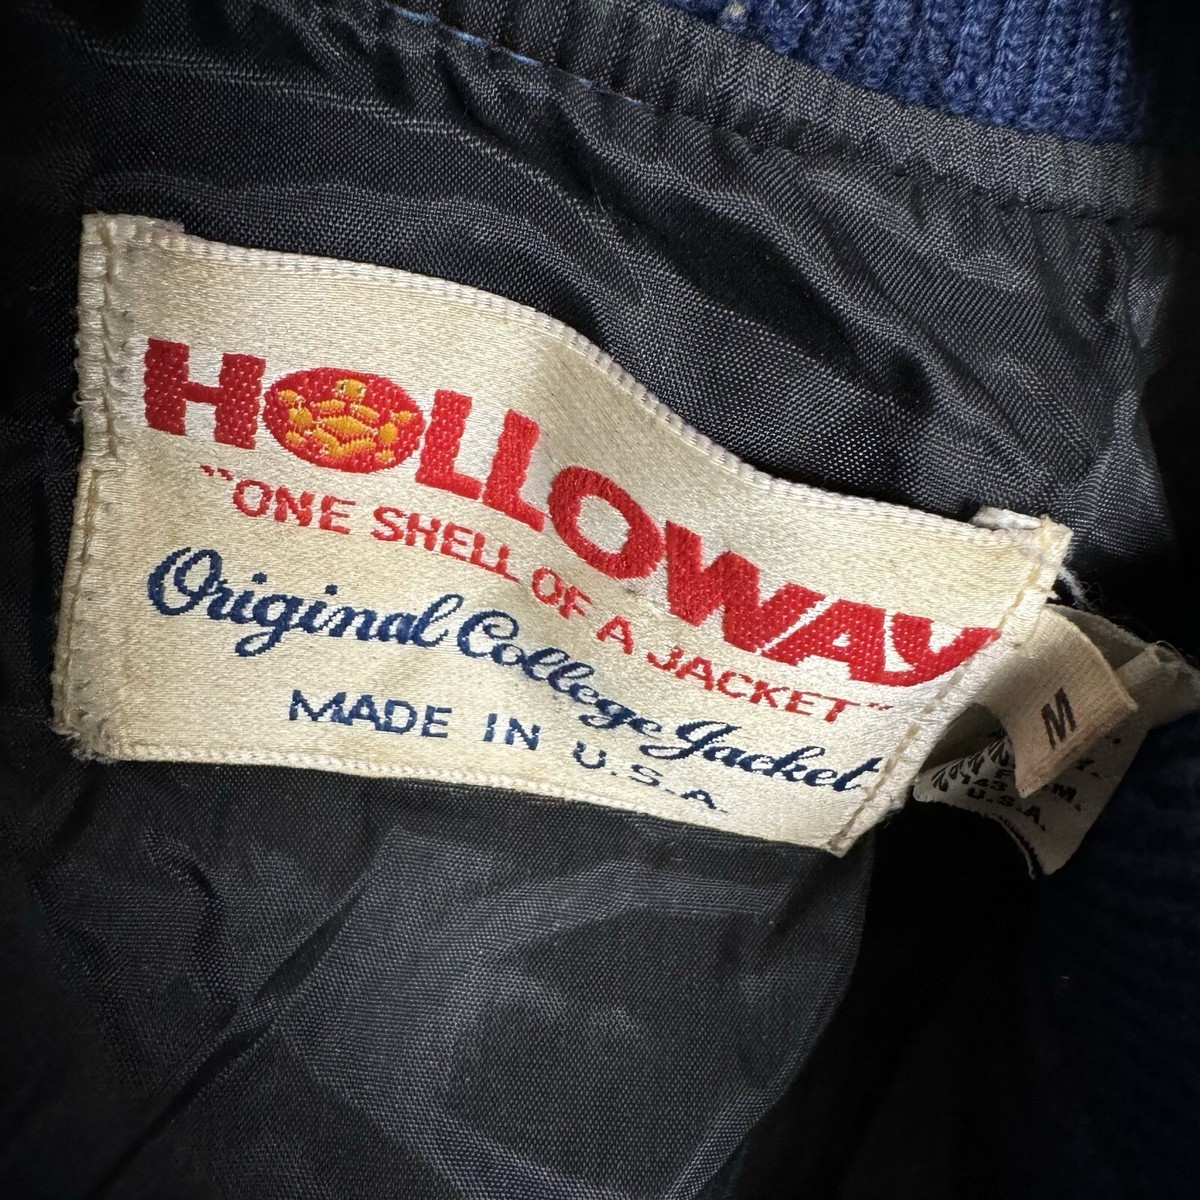 HOLLOWAY
"ONE SHELL OF A JACKET"
Original College Jacket
MADE IN U.S.A.
M
U.S.A.